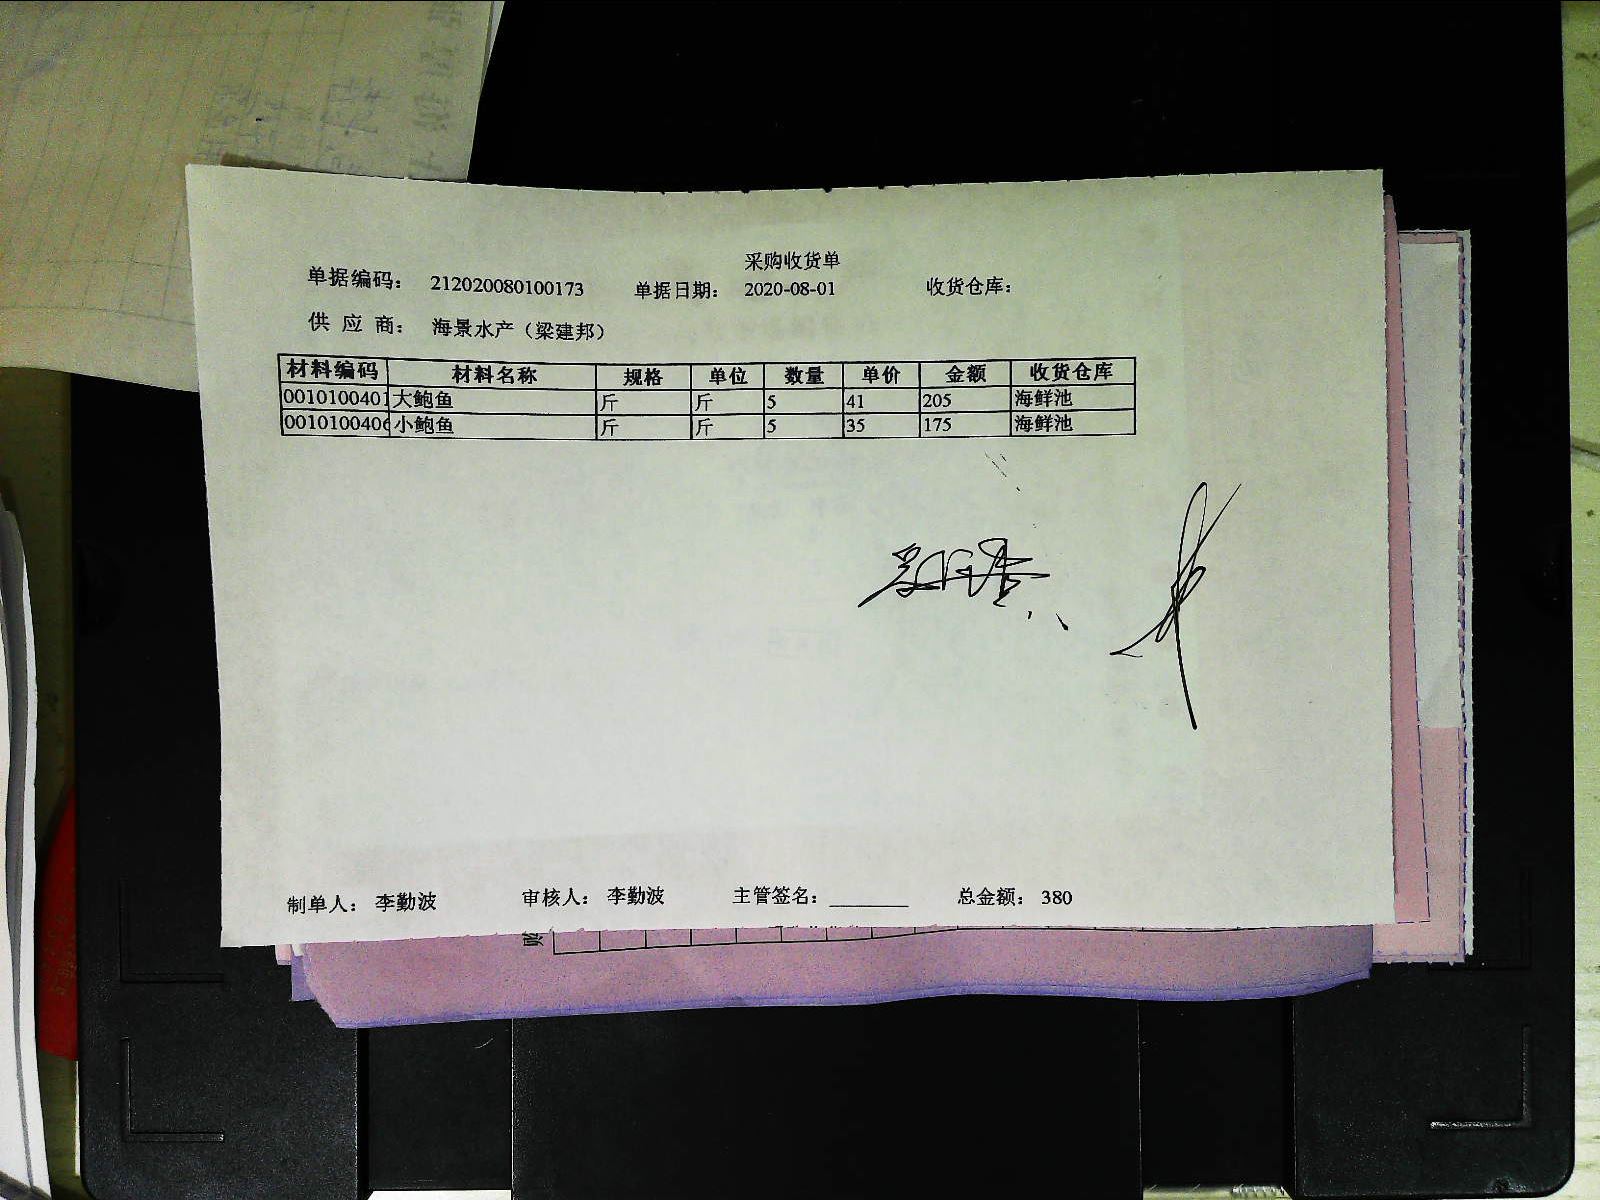 采购收货单
单据编码： 212020080100173 单据日期： 2020-08-01 收货仓库：
供 应 商： 海景水产（梁建邦）
材料编码 材料名称 规格 单位 数量 单价 金额 收货仓库
0010100401 大鲍鱼 斤 斤 5 41 205 海鲜池
0010100406 小鲍鱼 斤 斤 5 35 175 海鲜池
制单人： 李勤波 审核人： 李勤波 主管签名：________ 总金额： 380